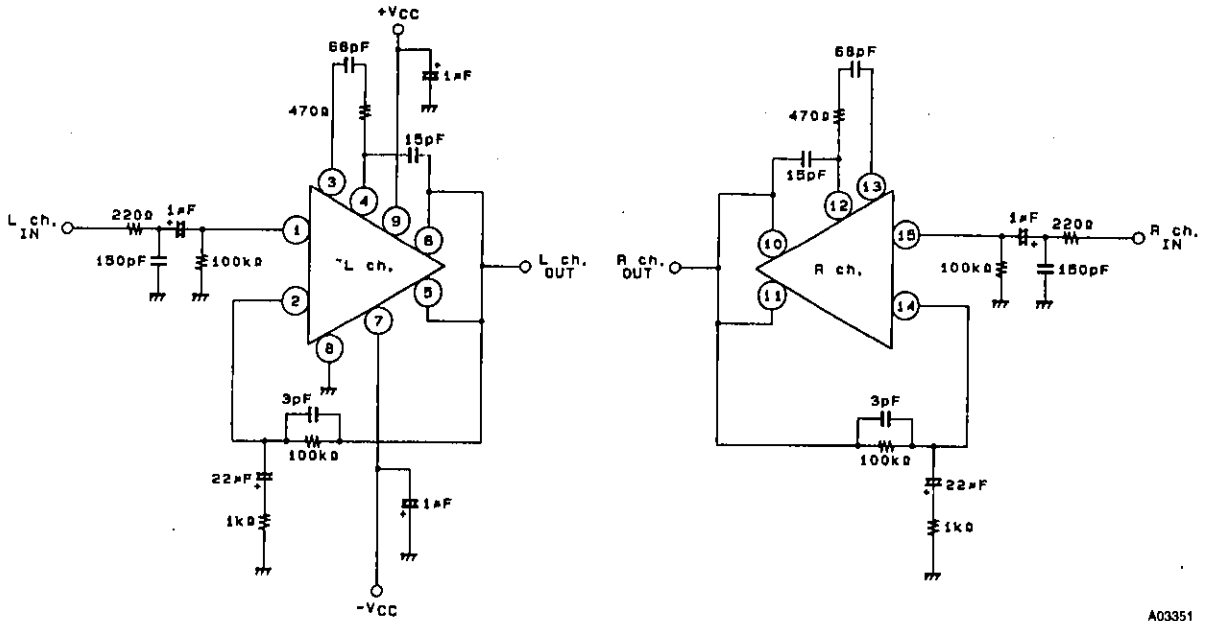 +VCC
68pF
1µF
470Ω
15pF
3
4
9
6
L ch.
IN
220Ω
1µF
+
1
150pF
100kΩ
L ch.
L ch.
OUT
2
5
7
8
3pF
100kΩ
22µF
+
1kΩ
1µF
+
-VCC
68pF
470Ω
15pF
13
12
10
15
1µF
+
220Ω
R ch.
IN
R ch.
OUT
R ch.
100kΩ
150pF
11
14
3pF
100kΩ
22µF
+
1kΩ
A03351